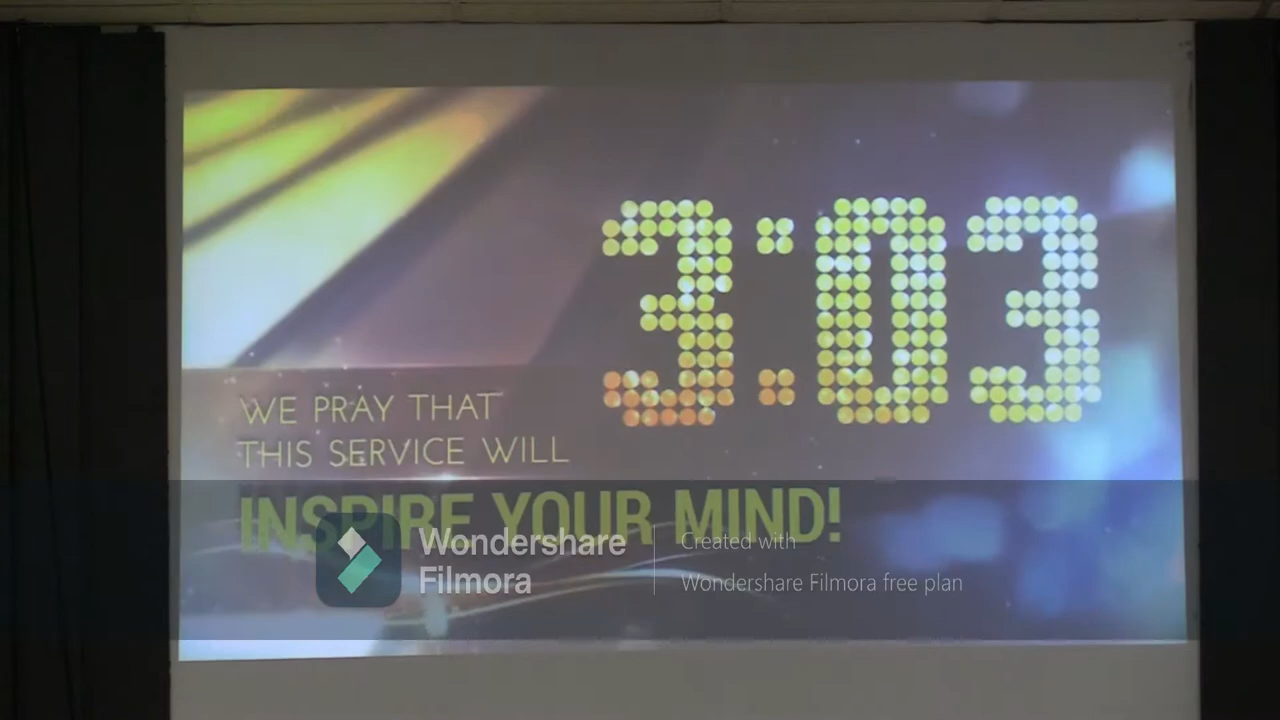 3:03
WE PRAY THAT
THIS SERVICE WILL
INSPIRE YOUR MIND!
Wondershare
Filmora
Created with
Wondershare Filmora free plan